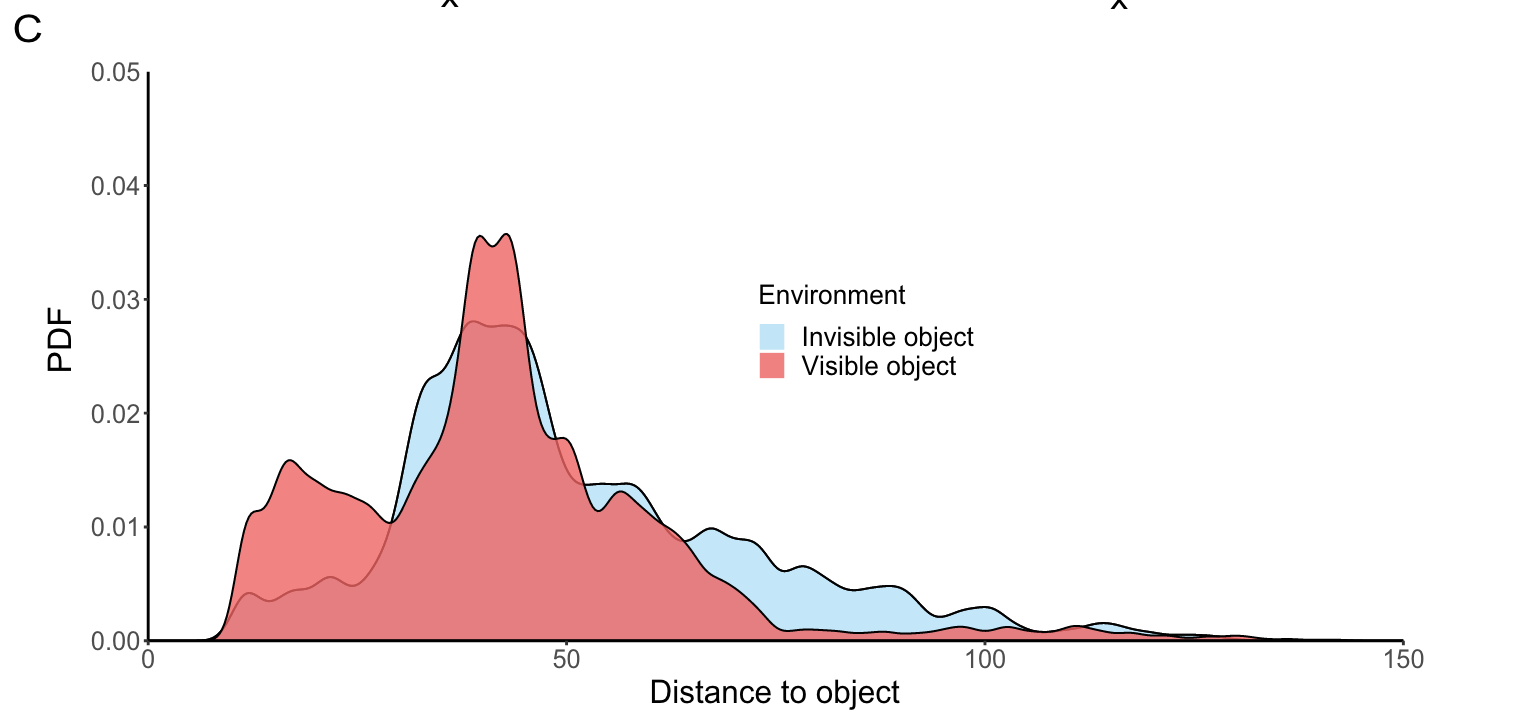 x x
C
0.05
0.04
0.03
0.02
0.01
0.00
PDF
Environment
Invisible object
Visible object
0 50 100 150
Distance to object